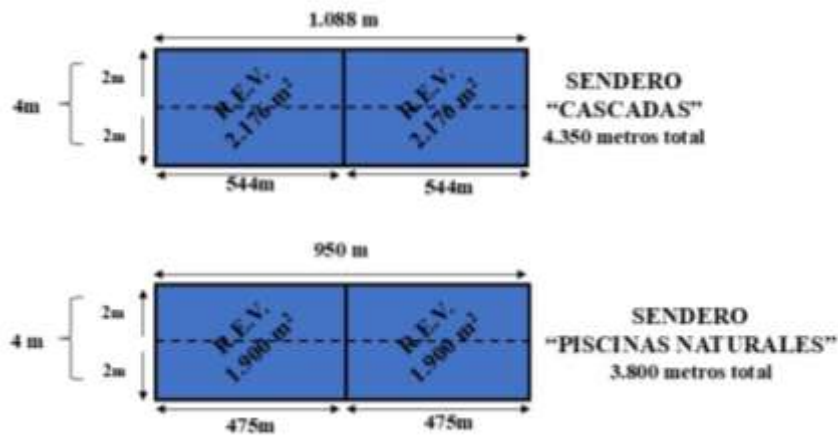 1.088 m
4m
2m
2m
R.E.V.
2.176 m²
R.E.V.
2.176 m²
544m
544m
SENDERO
“CASCADAS”
4.350 metros total
950 m
4 m
2m
2m
R.E.V.
1.900 m²
R.E.V.
1.900 m²
475m
475m
SENDERO
“PISCINAS NATURALES”
3.800 metros total